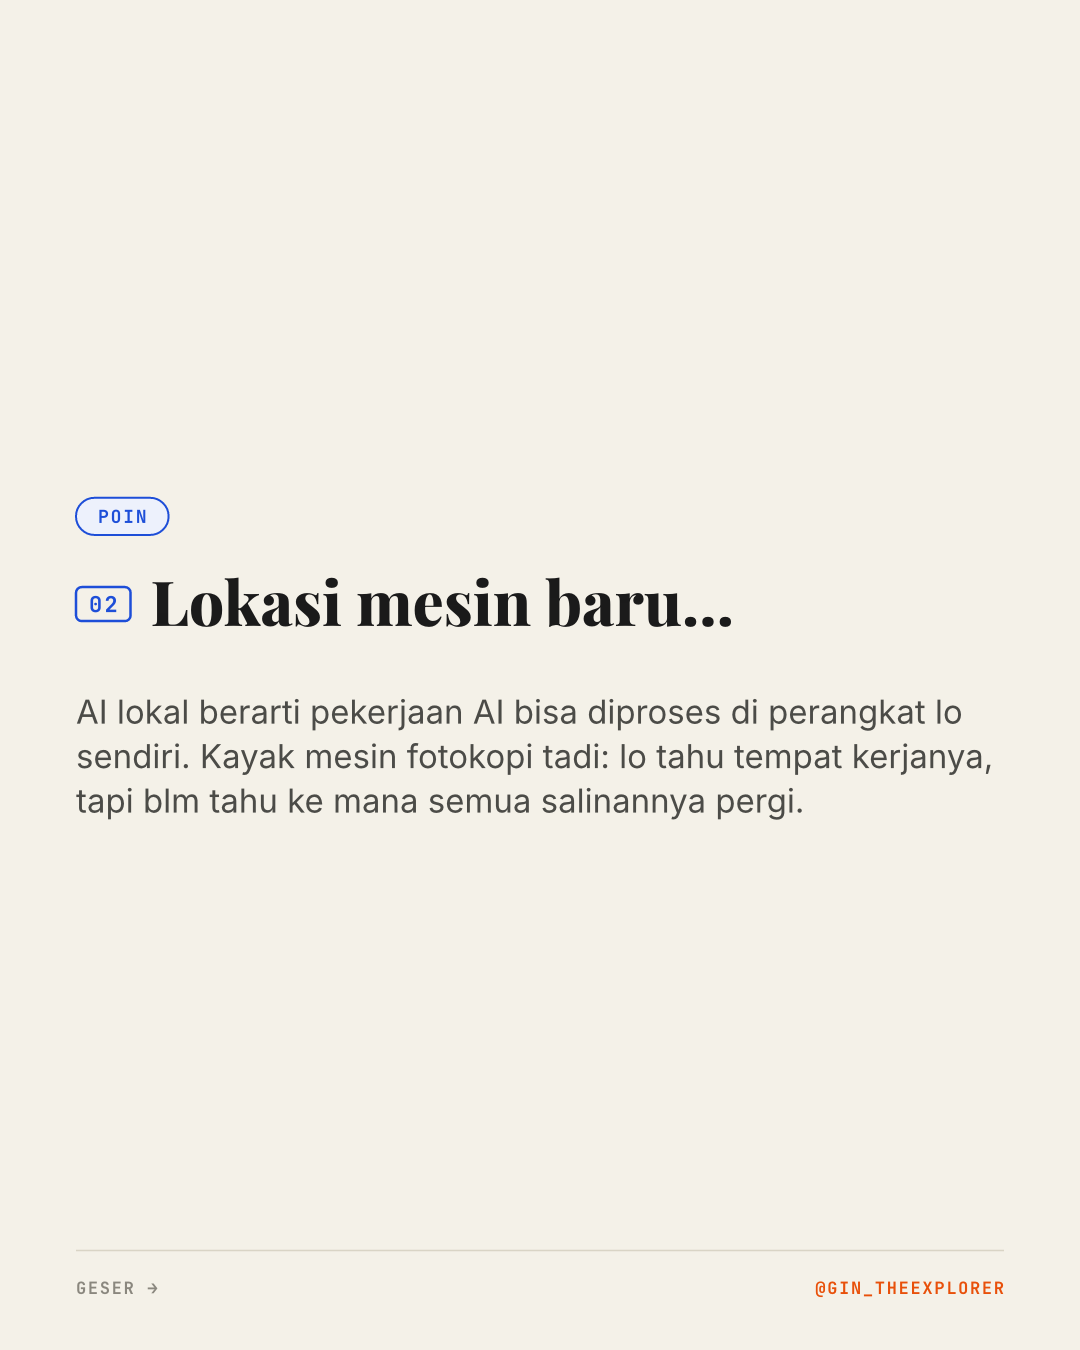 POIN
02 Lokasi mesin baru...
AI lokal berarti pekerjaan AI bisa diproses di perangkat lo
sendiri. Kayak mesin fotokopi tadi: lo tahu tempat kerjanya,
tapi blm tahu ke mana semua salinannya pergi.
GESER →
@GIN_THEEXPLORER